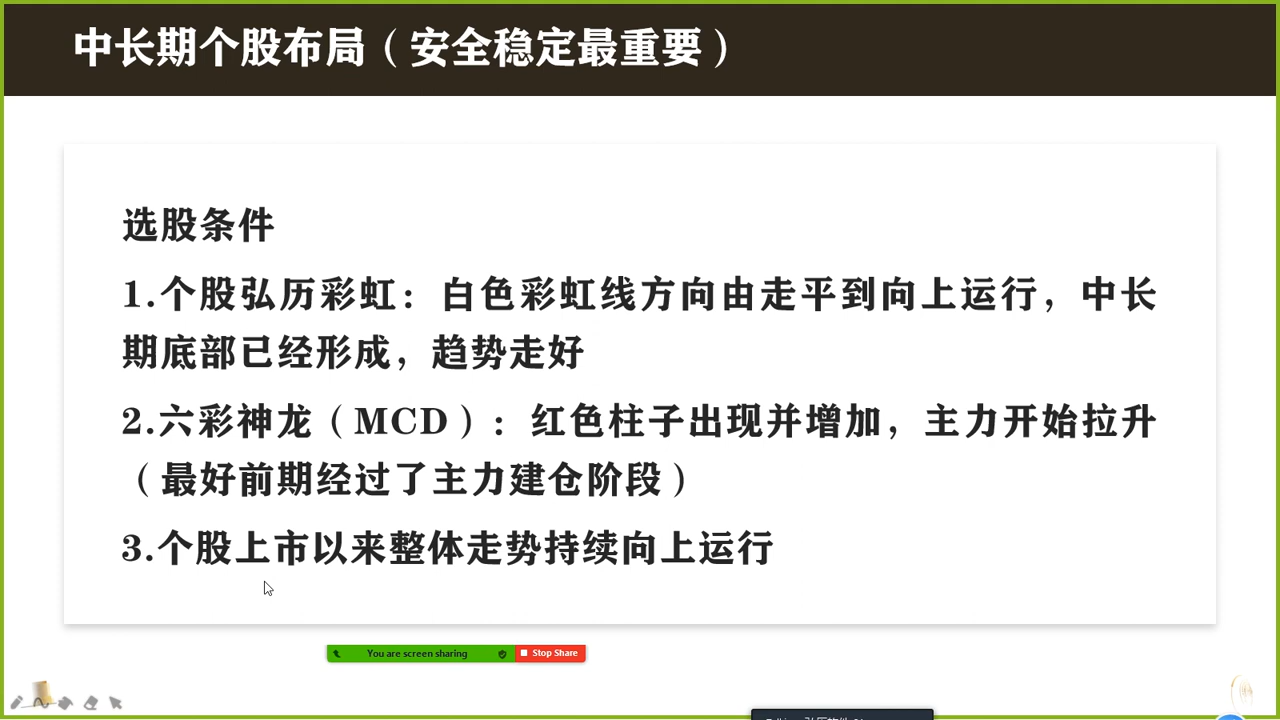 中长期个股布局（安全稳定最重要）
选股条件
1.个股弘历彩虹：白色彩虹线方向由走平到向上运行，中长
期底部已经形成，趋势走好
2.六彩神龙（MCD）：红色柱子出现并增加，主力开始拉升
（最好前期经过了主力建仓阶段）
3.个股上市以来整体走势持续向上运行
You are screen sharing
Stop Share